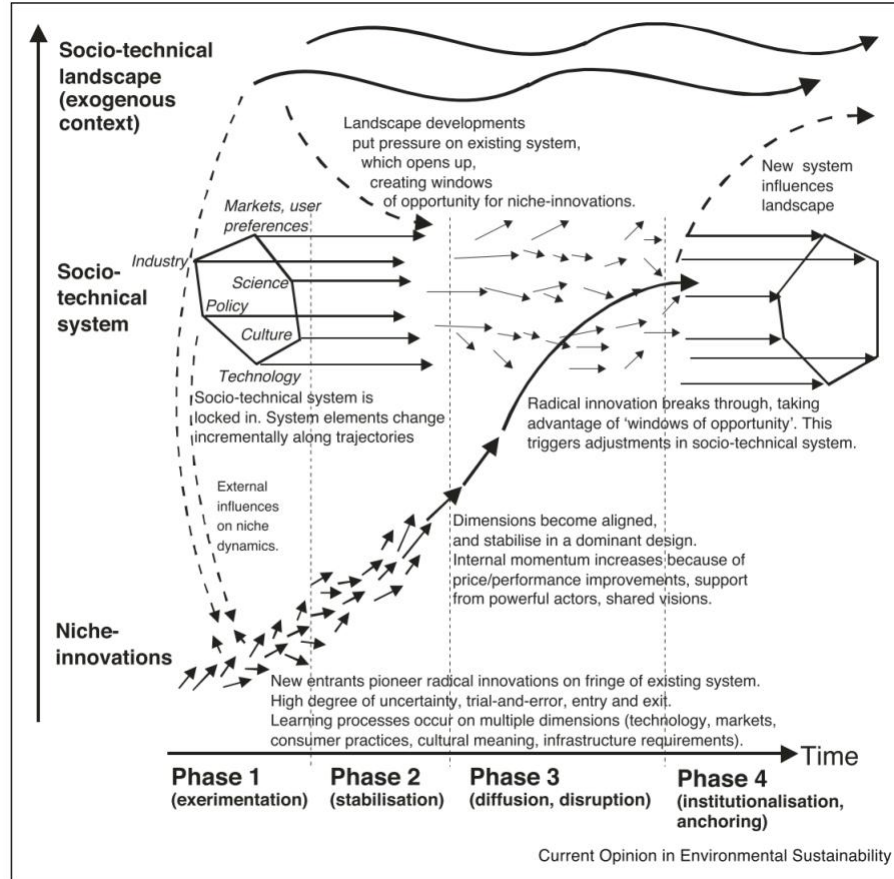 Socio-technical
landscape
(exogenous
context)
Landscape developments
put pressure on existing system,
which opens up,
creating windows
of opportunity for niche-innovations.
New system
influences
landscape
Markets, user
preferences
Industry
Science
Policy
Culture
Technology
Socio-
technical
system
Socio-technical system is
locked in. System elements change
incrementally along trajectories
Radical innovation breaks through, taking
advantage of ‘windows of opportunity’. This
triggers adjustments in socio-technical system.
External
influences
on niche
dynamics.
Dimensions become aligned,
and stabilise in a dominant design.
Internal momentum increases because of
price/performance improvements, support
from powerful actors, shared visions.
Niche-
innovations
New entrants pioneer radical innovations on fringe of existing system.
High degree of uncertainty, trial-and-error, entry and exit.
Learning processes occur on multiple dimensions (technology, markets,
consumer practices, cultural meaning, infrastructure requirements).
Time
Phase 1
(exerimentation)
Phase 2
(stabilisation)
Phase 3
(diffusion, disruption)
Phase 4
(institutionalisation,
anchoring)
Current Opinion in Environmental Sustainability